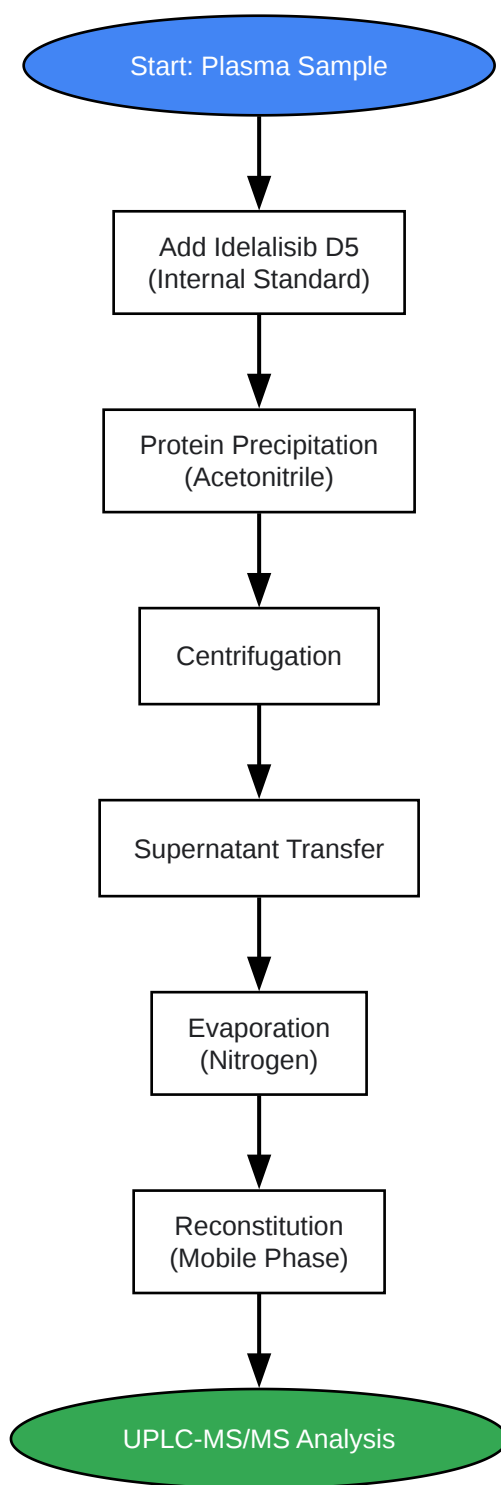 Start: Plasma Sample
Add Idelalisib D5
(Internal Standard)
Protein Precipitation
(Acetonitrile)
Centrifugation
Supernatant Transfer
Evaporation
(Nitrogen)
Reconstitution
(Mobile Phase)
UPLC-MS/MS Analysis